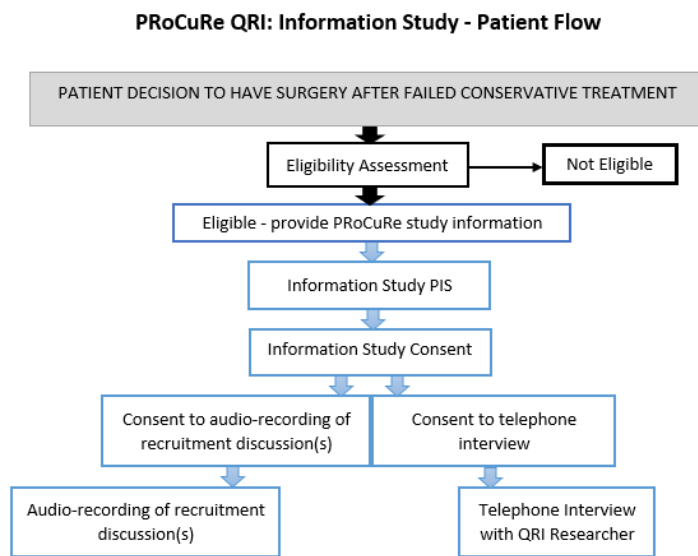 PRoCuRe QRI: Information Study - Patient Flow
PATIENT DECISION TO HAVE SURGERY AFTER FAILED CONSERVATIVE TREATMENT
Eligibility Assessment
Not Eligible
Eligible - provide PRoCuRe study information
Information Study PIS
Information Study Consent
Consent to audio-recording of
recruitment discussion(s)
Consent to telephone
interview
Audio-recording of recruitment
discussion(s)
Telephone Interview
with QRI Researcher